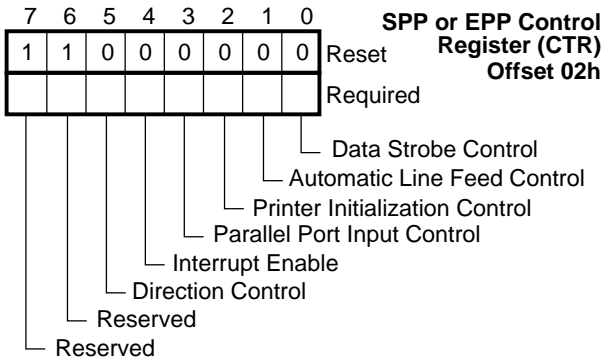 7 6 5 4 3 2 1 0
SPP or EPP Control
Register (CTR)
Offset 02h
1 1 0 0 0 0 0 0 Reset
Required
Data Strobe Control
Automatic Line Feed Control
Printer Initialization Control
Parallel Port Input Control
Interrupt Enable
Direction Control
Reserved
Reserved